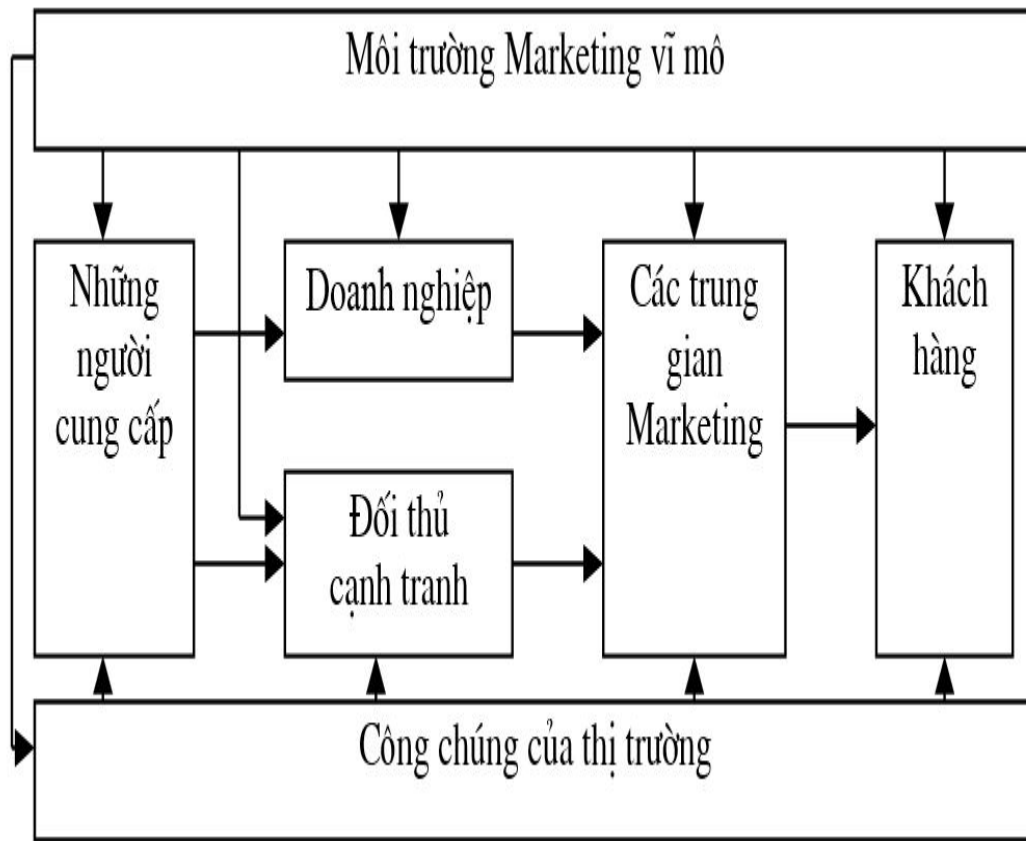 Môi trường Marketing vĩ mô
Những
người
cung cấp
Doanh nghiệp
Các trung
gian
Marketing
Khách
hàng
Đối thủ
cạnh tranh
Công chúng của thị trường